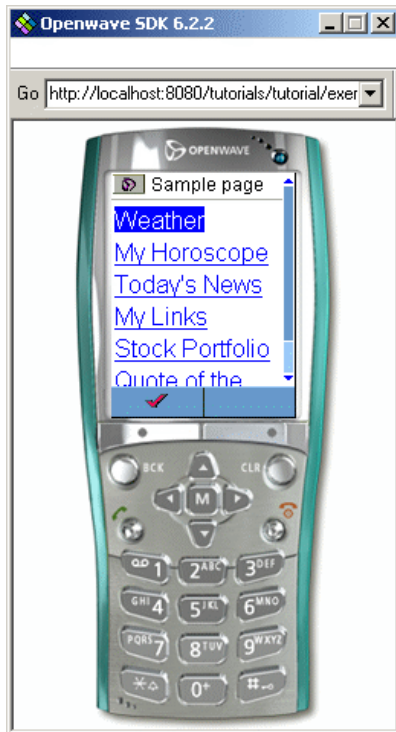 Openwave SDK 6.2.2
Go http://localhost:8080/tutorials/tutorial/exer
OPENWAVE
Sample page
Weather
My Horoscope
Today's News
My Links
Stock Portfolio
Quote of the
BCK CLR
M
1 2ABC 3DEF
GHI4 5JKL 6MNO
PQRS7 8TUV 9WXYZ
* 0+ #